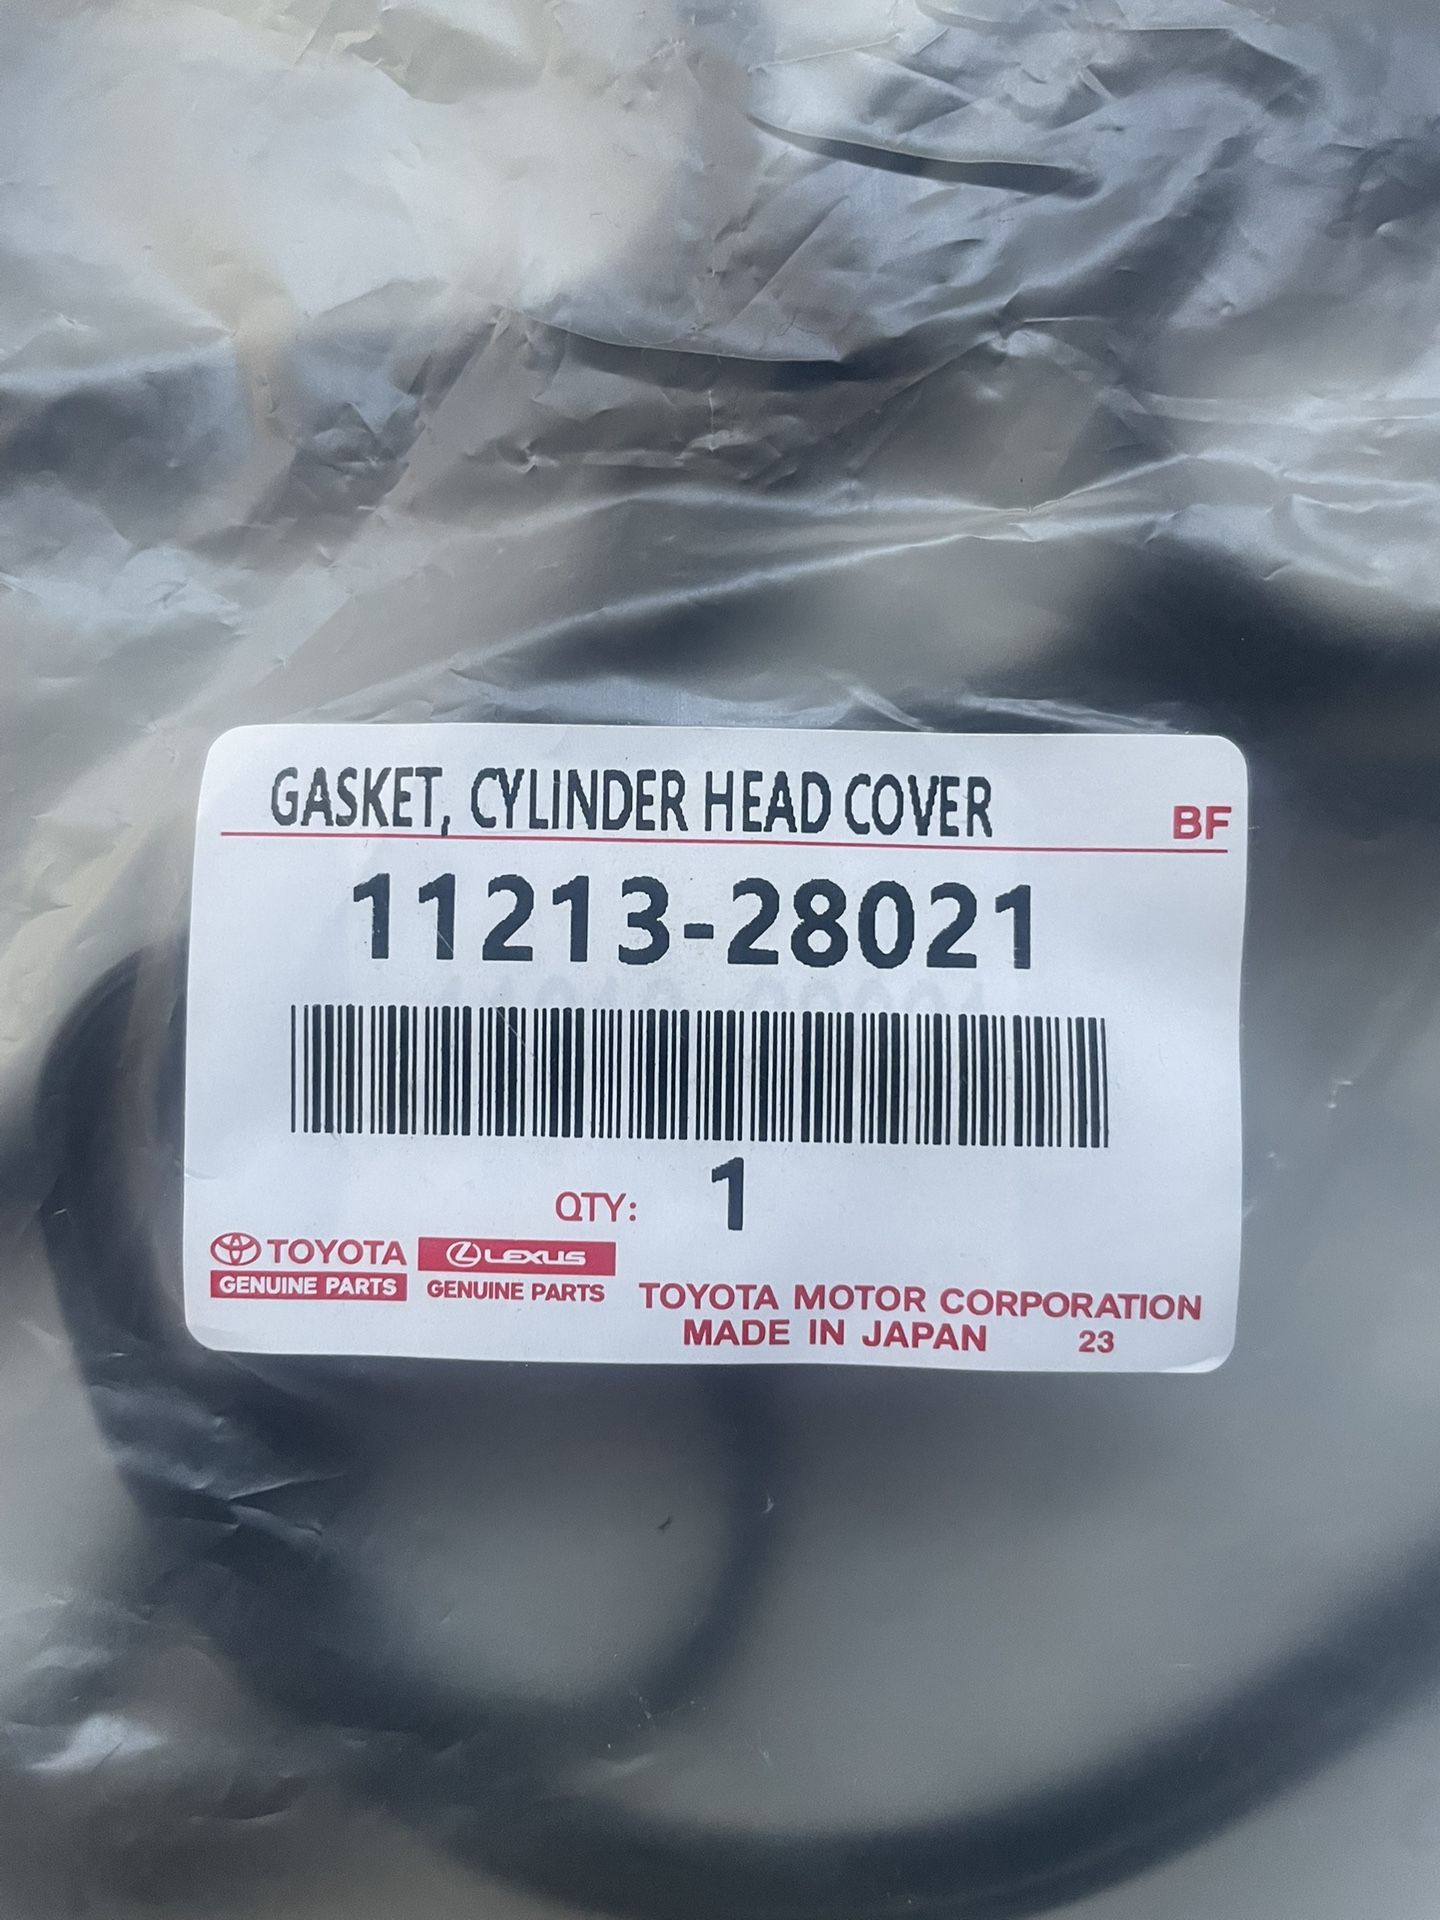 GASKET, CYLINDER HEAD COVER BF
11213-28021
QTY: 1
TOYOTA LEXUS
GENUINE PARTS GENUINE PARTS
TOYOTA MOTOR CORPORATION
MADE IN JAPAN 23